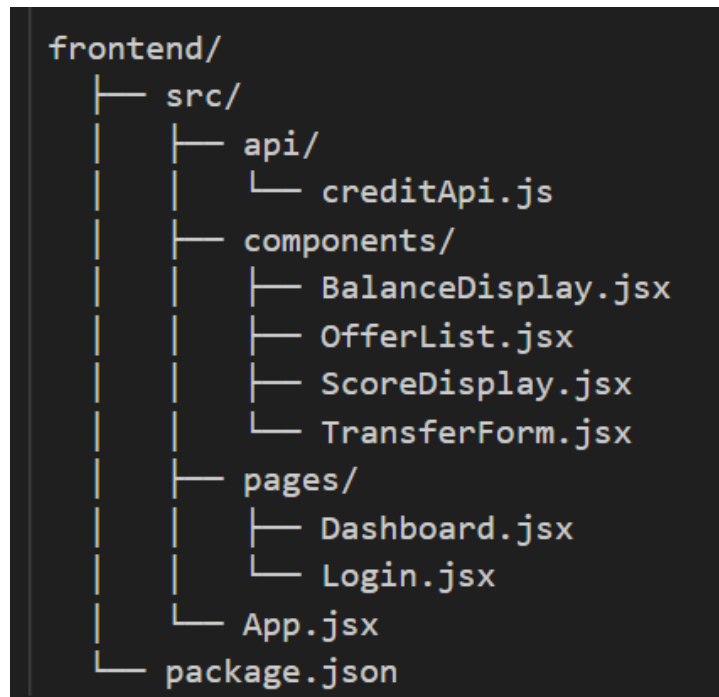 frontend/
├── src/
│   ├── api/
│   │   └── creditApi.js
│   ├── components/
│   │   ├── BalanceDisplay.jsx
│   │   ├── OfferList.jsx
│   │   ├── ScoreDisplay.jsx
│   │   └── TransferForm.jsx
│   ├── pages/
│   │   ├── Dashboard.jsx
│   │   └── Login.jsx
│   └── App.jsx
└── package.json